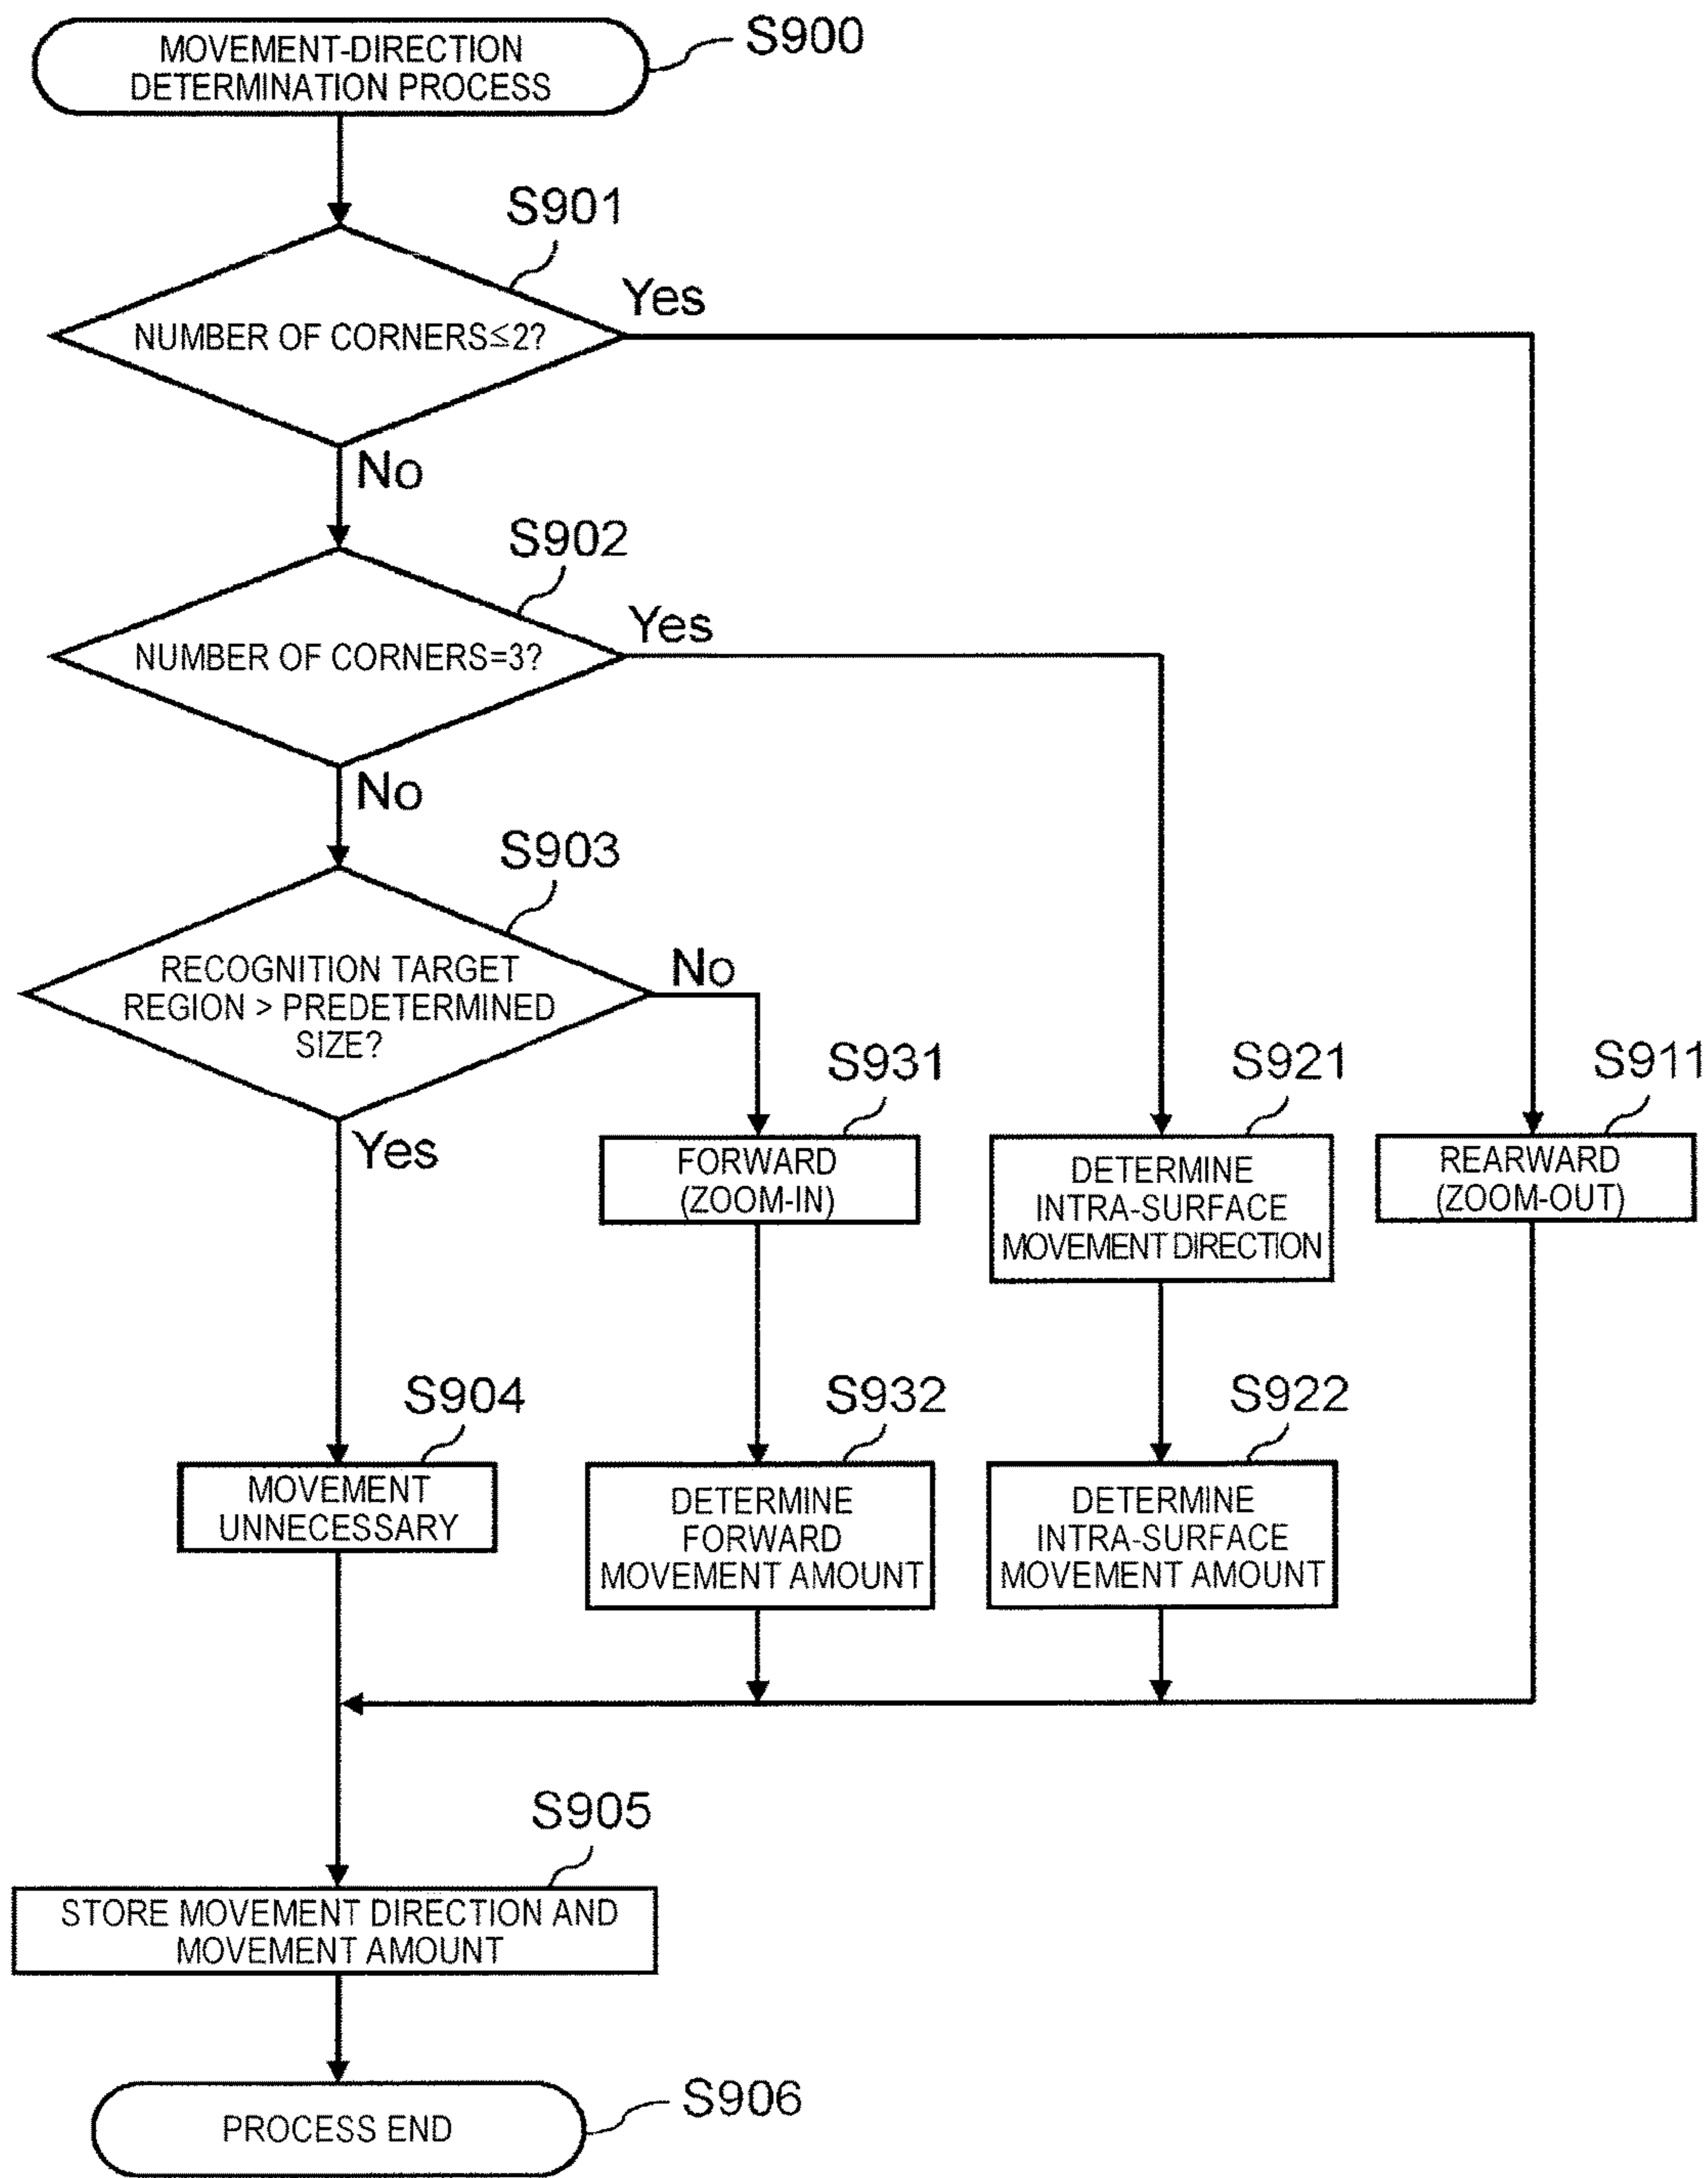 MOVEMENT-DIRECTION
DETERMINATION PROCESS
S900
S901
NUMBER OF CORNERS≤2?
Yes
No
S902
NUMBER OF CORNERS=3?
Yes
No
S903
RECOGNITION TARGET
REGION > PREDETERMINED
SIZE?
No
Yes
S931
FORWARD
(ZOOM-IN)
S921
DETERMINE
INTRA-SURFACE
MOVEMENT DIRECTION
S911
REARWARD
(ZOOM-OUT)
S904
MOVEMENT
UNNECESSARY
S932
DETERMINE
FORWARD
MOVEMENT AMOUNT
S922
DETERMINE
INTRA-SURFACE
MOVEMENT AMOUNT
S905
STORE MOVEMENT DIRECTION AND
MOVEMENT AMOUNT
S906
PROCESS END